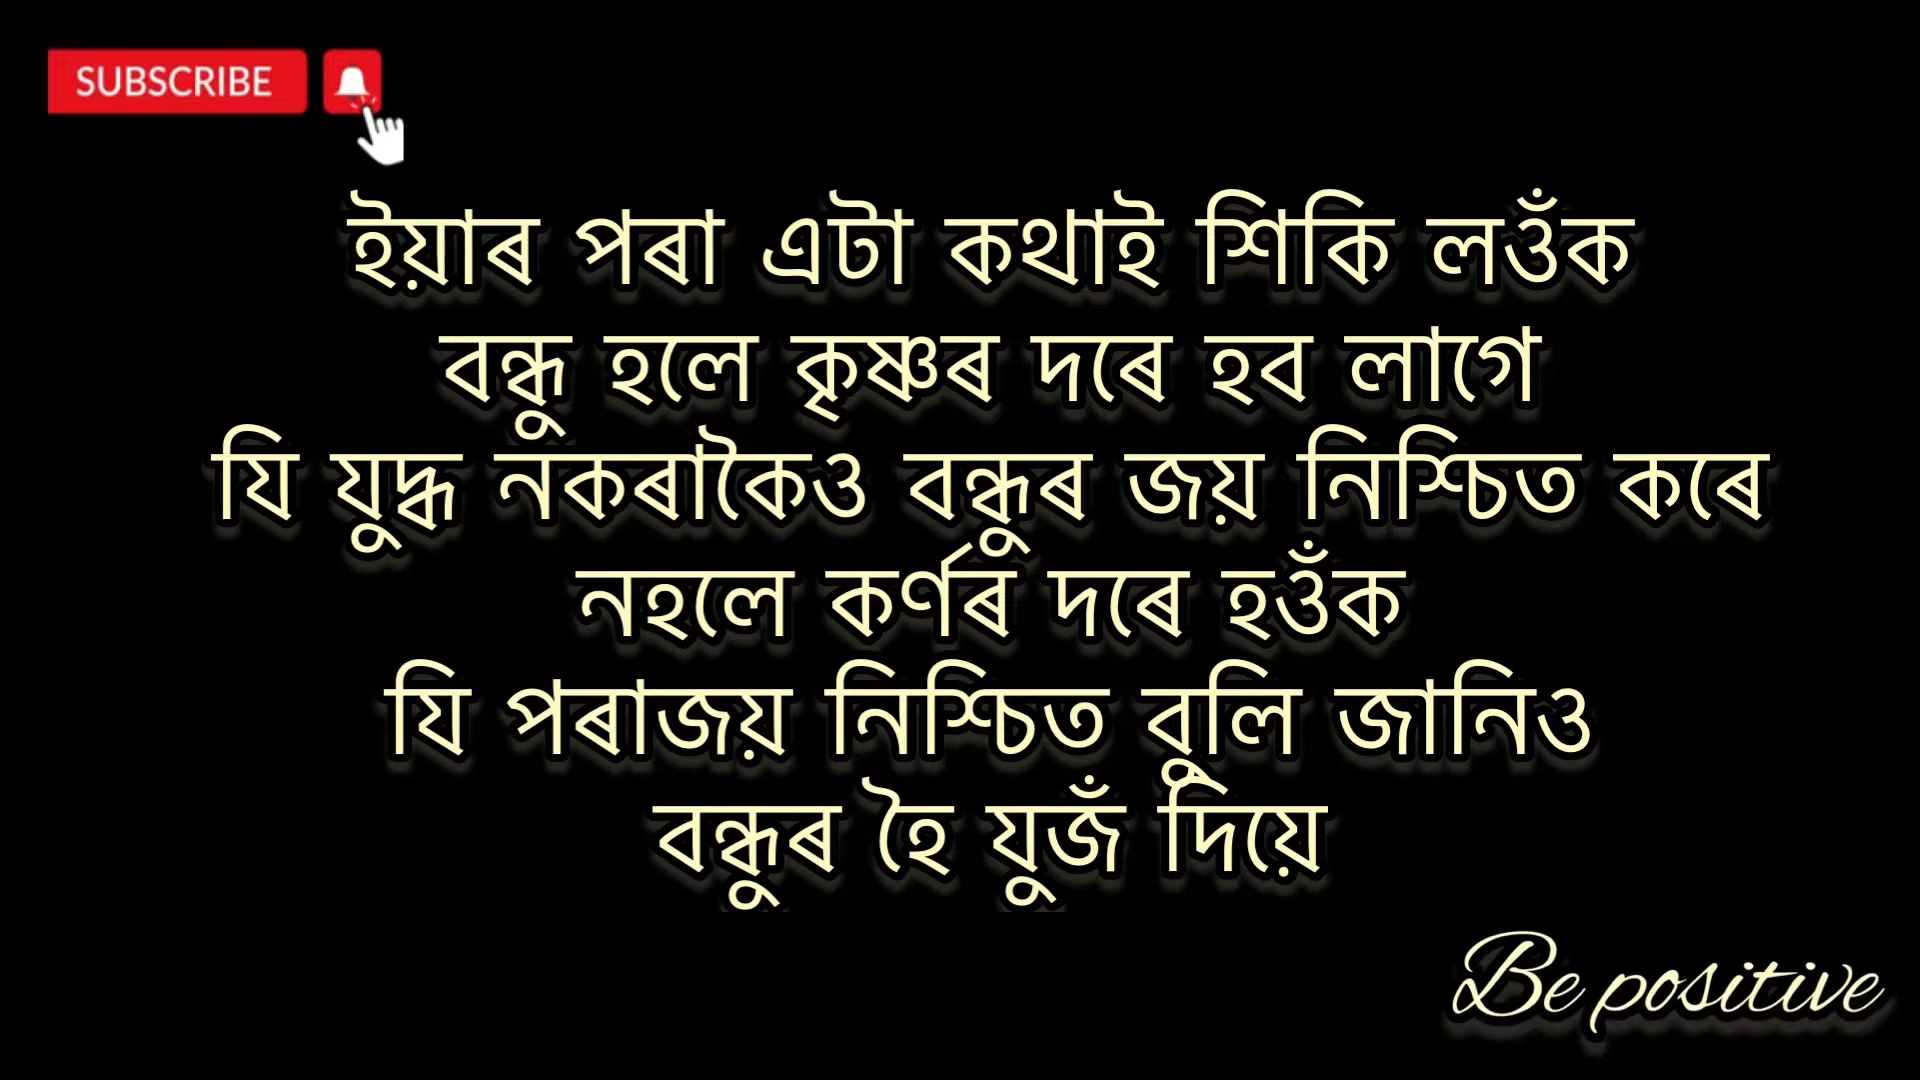 SUBSCRIBE
ইয়াৰ পৰা এটা কথাই শিকি লওঁক
বন্ধু হলে কৃষ্ণৰ দৰে হব লাগে
যি যুদ্ধ নকৰাকৈও বন্ধুৰ জয় নিশ্চিত কৰে
নহলে কৰ্ণৰ দৰে হওঁক
যি পৰাজয় নিশ্চিত বুলি জানিও
বন্ধুৰ হৈ যুজঁ দিয়ে
Be positive